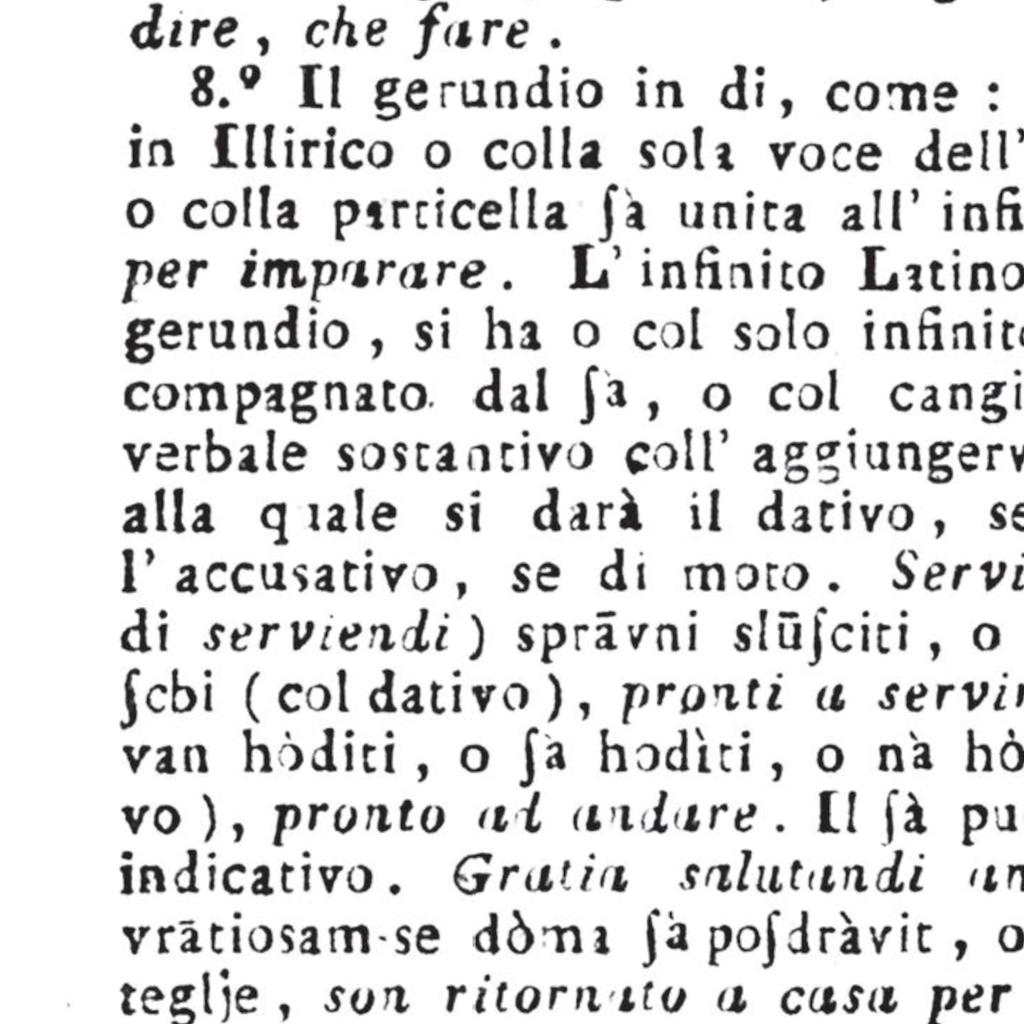 dire, che fare.
8.º Il gerundio in di, come :
in Illirico o colla sola voce dell'
o colla particella ſà unita all' infi
per imparare. L' infinito Latino
gerundio, si ha o col solo infinito
compagnato dal ſà, o col cangi
verbale sostantivo coll' aggiungerv
alla quale si darà il dativo, se
l' accusativo, se di moto. Servi
di serviendi) sprāvni slūſciti, o
ſcbi (col dativo), pronti a servir
van hòditi, o ſà hodìti, o nà hò
vo), pronto ad andare. Il ſà pu
indicativo. Gratia salutandi an
vrātiosam-se dòma ſà poſdràvit, o
teglje, son ritornato a casa per